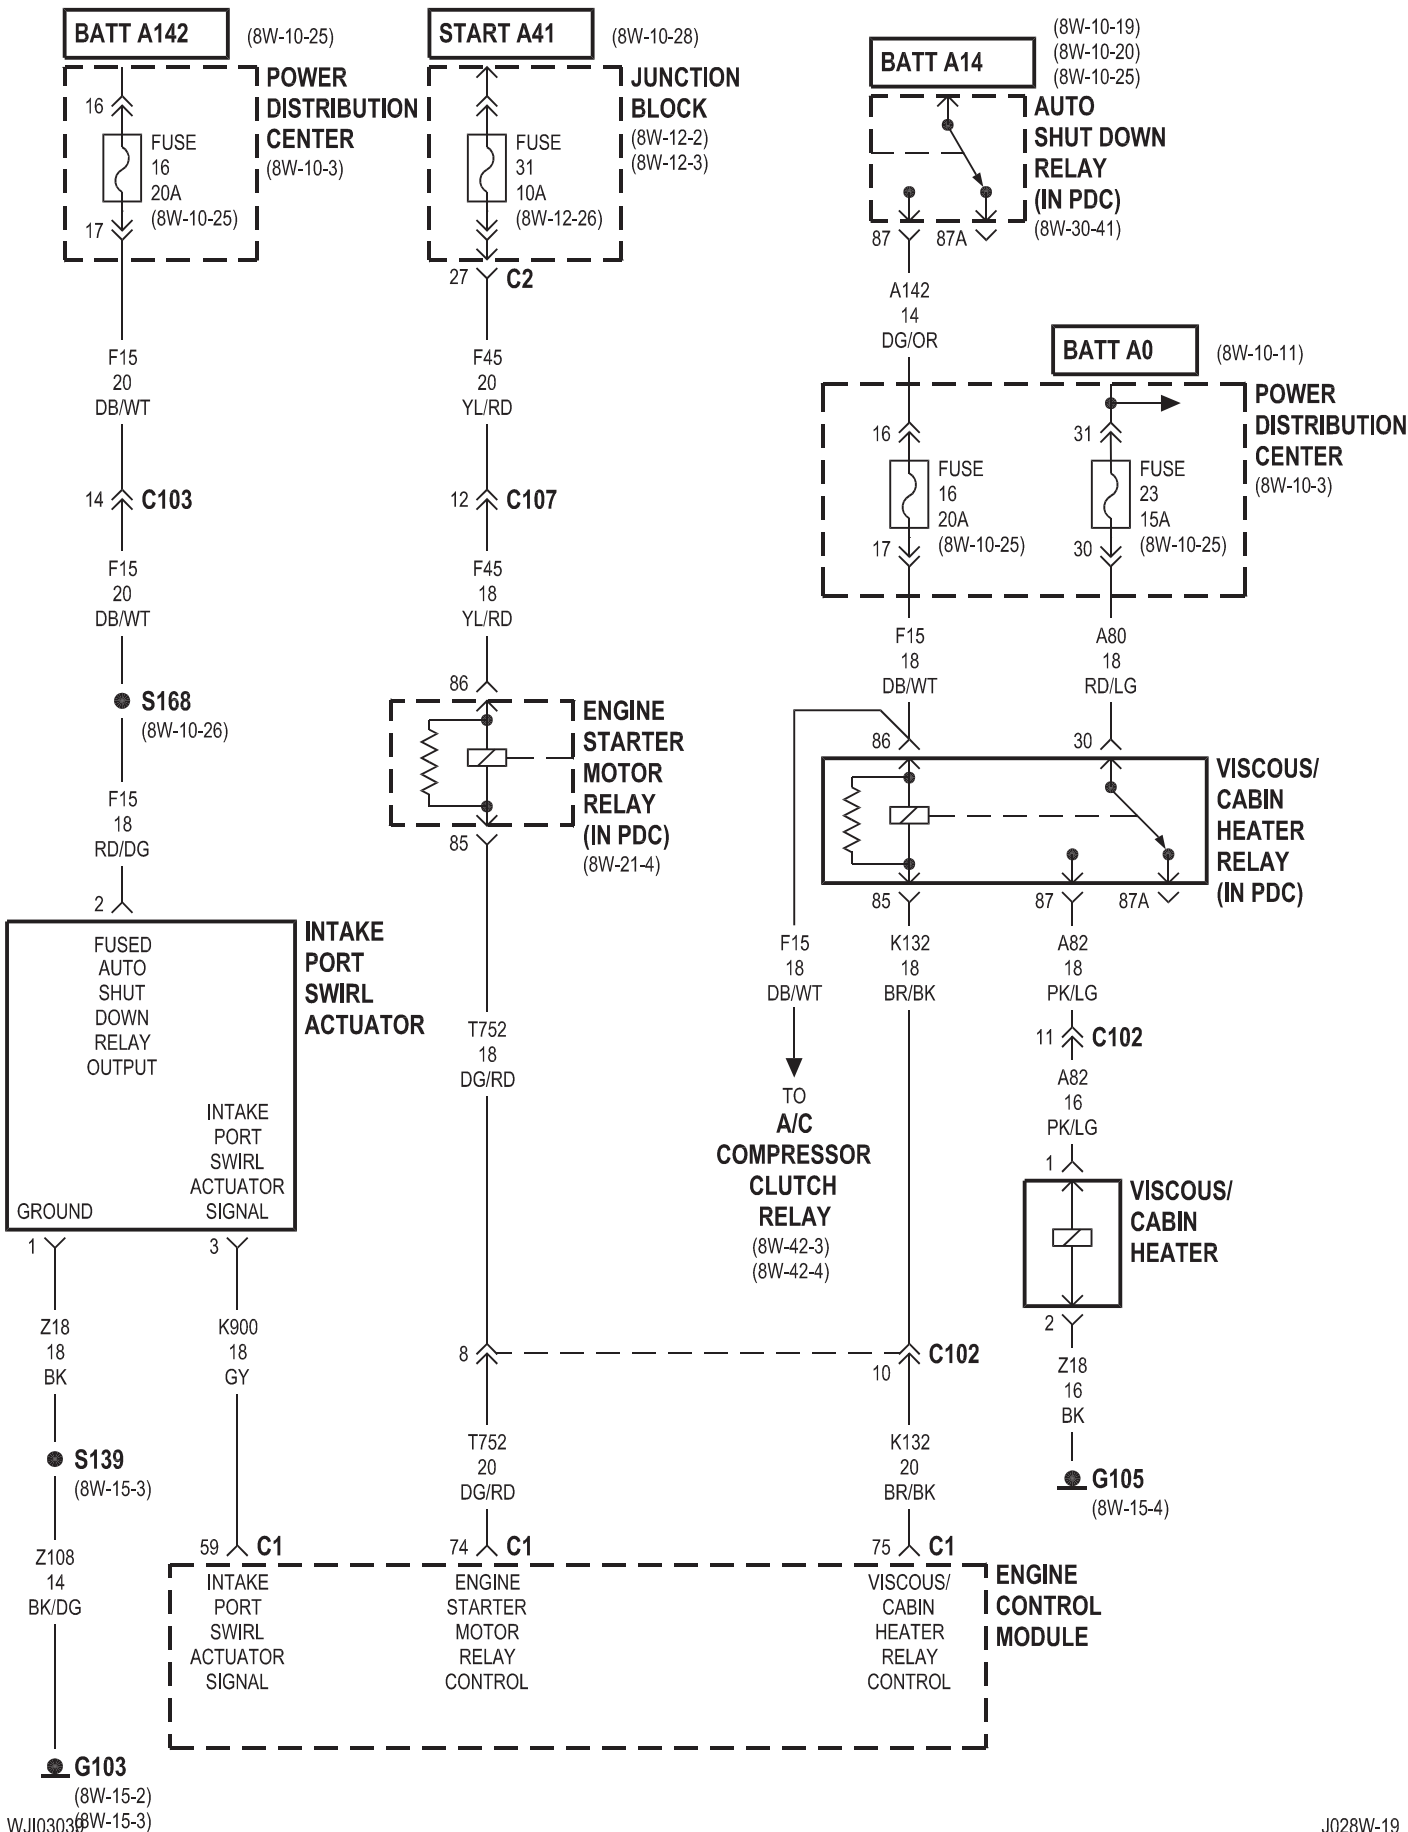 BATT A142
(8W-10-25)
POWER
DISTRIBUTION
CENTER
(8W-10-3)
16
FUSE
16
20A
(8W-10-25)
17
F15
20
DB/WT
14
C103
F15
20
DB/WT
S168
(8W-10-26)
F15
18
RD/DG
2
FUSED
AUTO
SHUT
DOWN
RELAY
OUTPUT
INTAKE
PORT
SWIRL
ACTUATOR
INTAKE
PORT
SWIRL
ACTUATOR
SIGNAL
GROUND
1
3
Z18
18
BK
K900
18
GY
S139
(8W-15-3)
Z108
14
BK/DG
G103
(8W-15-2)
(8W-15-3)
START A41
(8W-10-28)
JUNCTION
BLOCK
(8W-12-2)
(8W-12-3)
FUSE
31
10A
(8W-12-26)
27
C2
F45
20
YL/RD
12
C107
F45
18
YL/RD
86
ENGINE
STARTER
MOTOR
RELAY
(IN PDC)
(8W-21-4)
85
T752
18
DG/RD
8
T752
20
DG/RD
BATT A14
(8W-10-19)
(8W-10-20)
(8W-10-25)
AUTO
SHUT DOWN
RELAY
(IN PDC)
(8W-30-41)
87
87A
A142
14
DG/OR
BATT A0
(8W-10-11)
POWER
DISTRIBUTION
CENTER
(8W-10-3)
16
FUSE
16
20A
(8W-10-25)
17
31
FUSE
23
15A
(8W-10-25)
30
F15
18
DB/WT
A80
18
RD/LG
86
30
VISCOUS/
CABIN
HEATER
RELAY
(IN PDC)
85
87
87A
F15
18
DB/WT
K132
18
BR/BK
A82
18
PK/LG
11
C102
A82
16
PK/LG
TO
A/C
COMPRESSOR
CLUTCH
RELAY
(8W-42-3)
(8W-42-4)
1
VISCOUS/
CABIN
HEATER
2
Z18
16
BK
G105
(8W-15-4)
10
C102
K132
20
BR/BK
59
C1
74
C1
75
C1
INTAKE
PORT
SWIRL
ACTUATOR
SIGNAL
ENGINE
STARTER
MOTOR
RELAY
CONTROL
VISCOUS/
CABIN
HEATER
RELAY
CONTROL
ENGINE
CONTROL
MODULE
WJI03039
J028W-19